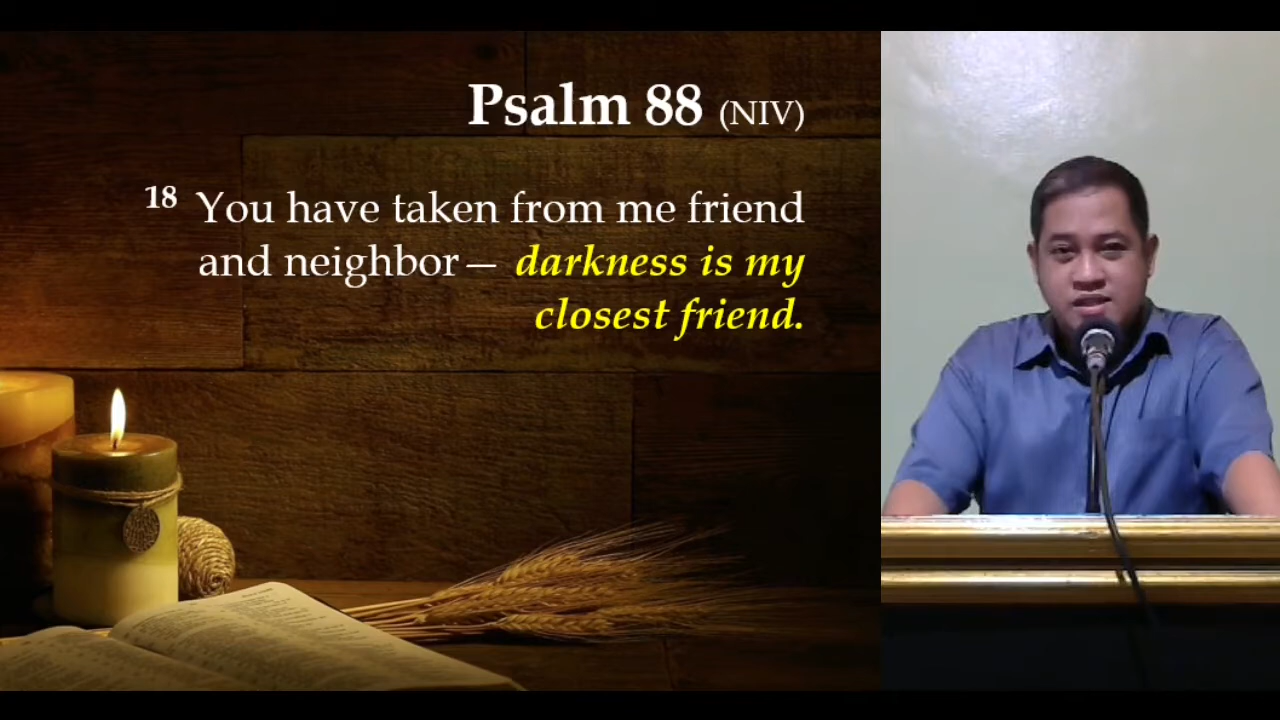 Psalm 88 (NIV)
18 You have taken from me friend
and neighbor— darkness is my
closest friend.